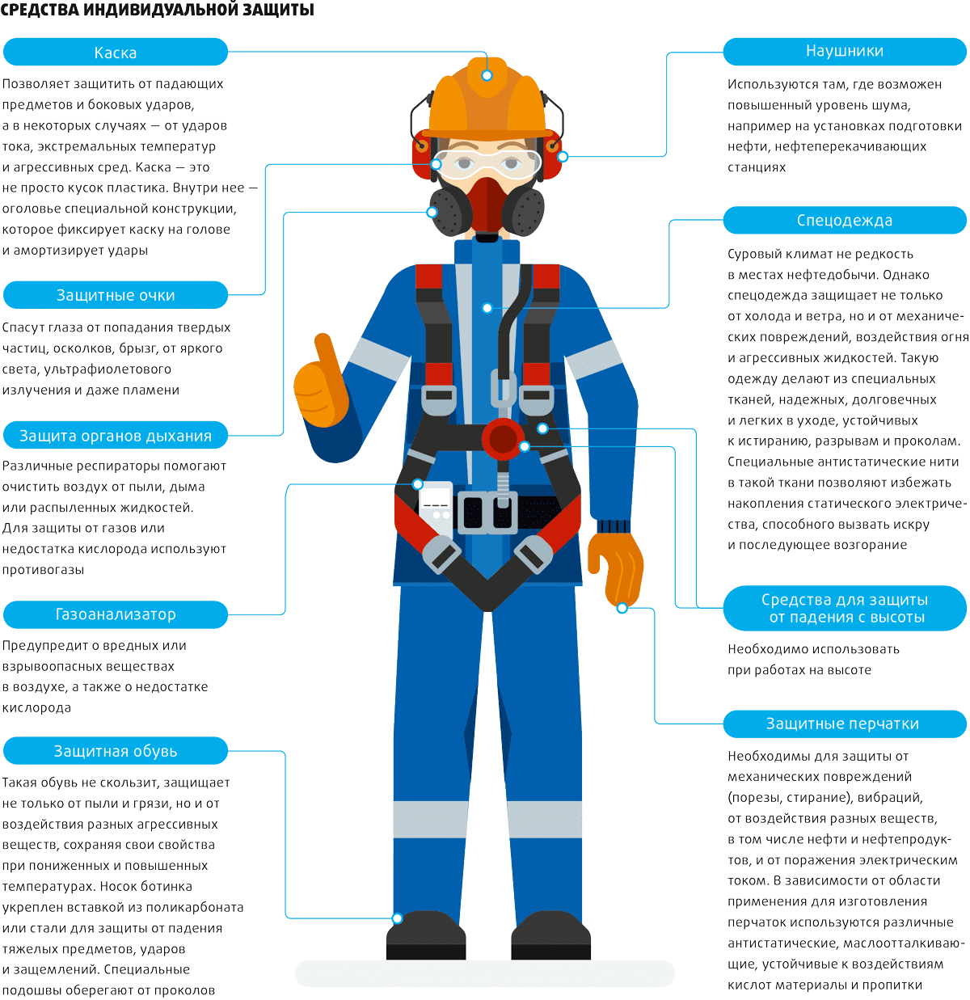 СРЕДСТВА ИНДИВИДУАЛЬНОЙ ЗАЩИТЫ
Каска
Позволяет защитить от падающих
предметов и боковых ударов,
а в некоторых случаях — от ударов
тока, экстремальных температур
и агрессивных сред. Каска — это
не просто кусок пластика. Внутри нее —
оголовье специальной конструкции,
которое фиксирует каску на голове
и амортизирует удары
Защитные очки
Спасут глаза от попадания твердых
частиц, осколков, брызг, от яркого
света, ультрафиолетового
излучения и даже пламени
Защита органов дыхания
Различные респираторы помогают
очистить воздух от пыли, дыма
или распыленных жидкостей.
Для защиты от газов или
недостатка кислорода используют
противогазы
Газоанализатор
Предупредит о вредных или
взрывоопасных веществах
в воздухе, а также о недостатке
кислорода
Защитная обувь
Такая обувь не скользит, защищает
не только от пыли и грязи, но и от
воздействия разных агрессивных
веществ, сохраняя свои свойства
при пониженных и повышенных
температурах. Носок ботинка
укреплен вставкой из поликарбоната
или стали для защиты от падения
тяжелых предметов, ударов
и защемлений. Специальные
подошвы оберегают от проколов
Наушники
Используются там, где возможен
повышенный уровень шума,
например на установках подготовки
нефти, нефтеперекачивающих
станциях
Спецодежда
Суровый климат не редкость
в местах нефтедобычи. Однако
спецодежда защищает не только
от холода и ветра, но и от механиче-
ских повреждений, воздействия огня
и агрессивных жидкостей. Такую
одежду делают из специальных
тканей, надежных, долговечных
и легких в уходе, устойчивых
к истиранию, разрывам и проколам.
Специальные антистатические нити
в такой ткани позволяют избежать
накопления статического электриче-
ства, способного вызвать искру
и последующее возгорание
Средства для защиты
от падения с высоты
Необходимо использовать
при работах на высоте
Защитные перчатки
Необходимы для защиты от
механических повреждений
(порезы, стирание), вибраций,
от воздействия разных веществ,
в том числе нефти и нефтепродук-
тов, и от поражения электрическим
током. В зависимости от области
применения для изготовления
перчаток используются различные
антистатические, маслоотталкиваю-
щие, устойчивые к воздействиям
кислот материалы и пропитки